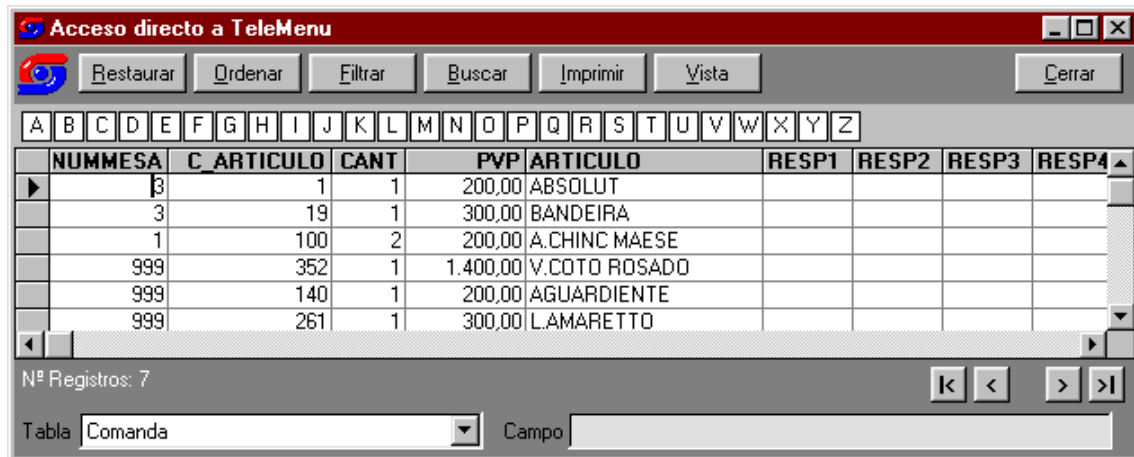 Acceso directo a TeleMenu
Restaurar Ordenar Filtrar Buscar Imprimir Vista Cerrar
A B C D E F G H I J K L M N O P Q R S T U V W X Y Z
NUMMESA C_ARTICULO CANT PVP ARTICULO RESP1 RESP2 RESP3 RESP4
3 1 1 200,00 ABSOLUT
3 19 1 300,00 BANDEIRA
1 100 2 200,00 A.CHINC MAESE
999 352 1 1.400,00 V.COTO ROSADO
999 140 1 200,00 AGUARDIENTE
999 261 1 300,00 L.AMARETTO
Nº Registros: 7
Tabla Comanda Campo